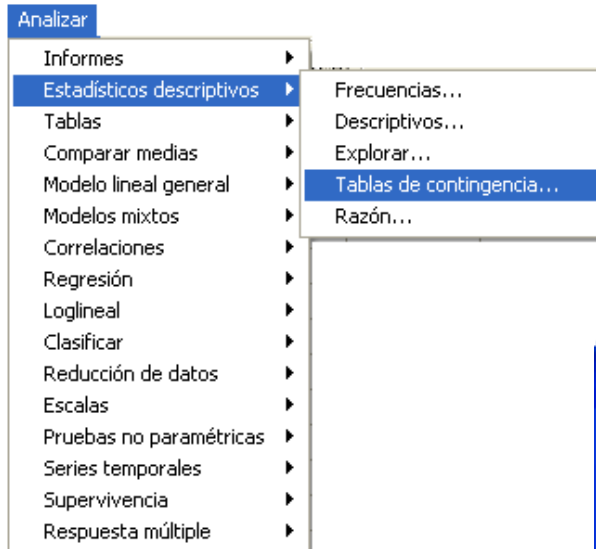 Analizar
Informes
Estadísticos descriptivos
Frecuencias...
Tablas
Descriptivos...
Comparar medias
Explorar...
Modelo lineal general
Tablas de contingencia...
Modelos mixtos
Razón...
Correlaciones
Regresión
Loglineal
Clasificar
Reducción de datos
Escalas
Pruebas no paramétricas
Series temporales
Supervivencia
Respuesta múltiple